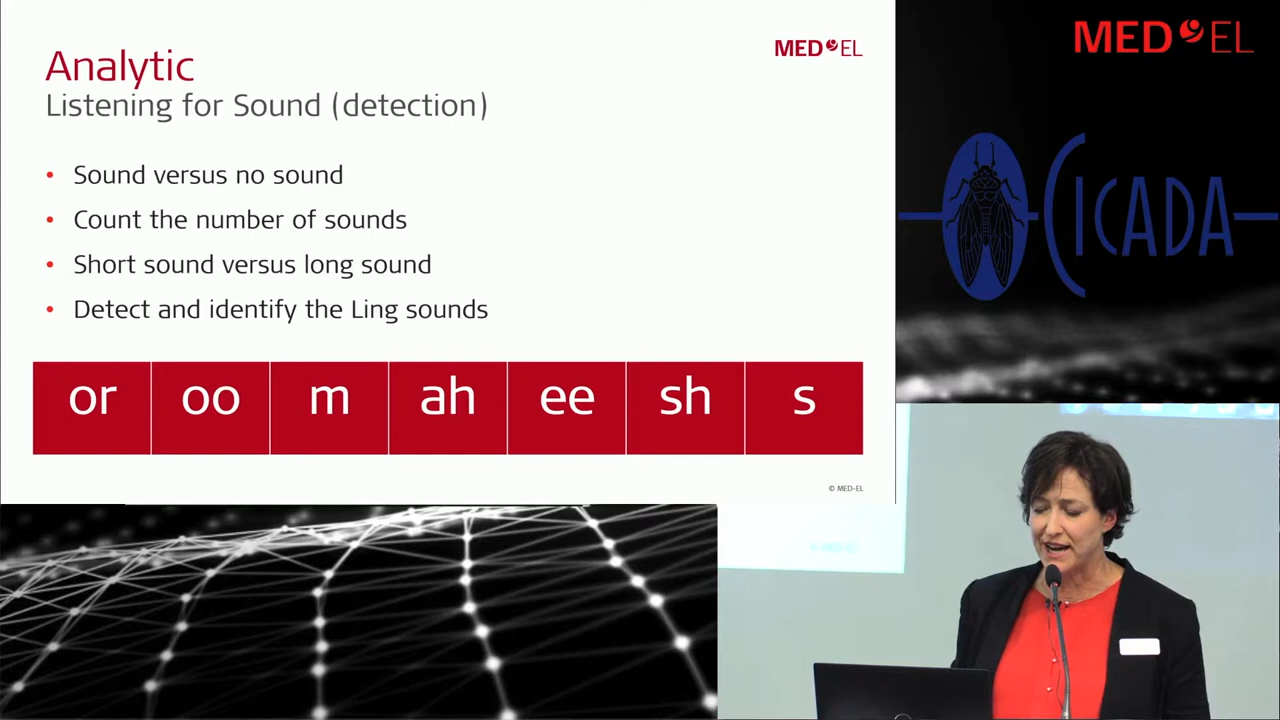 Analytic
Listening for Sound (detection)
MED EL
• Sound versus no sound
• Count the number of sounds
• Short sound versus long sound
• Detect and identify the Ling sounds
or oo m ah ee sh s
© MED-EL
MED EL
CICADA